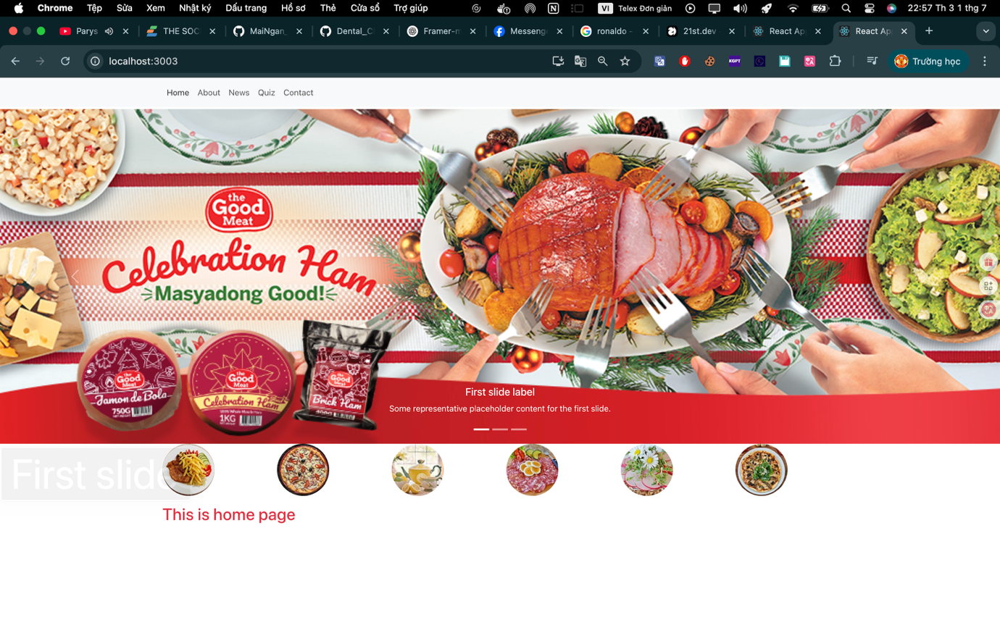 Chrome Tệp Sửa Xem Nhật ký Dấu trang Hồ sơ Thẻ Cửa sổ Trợ giúp VI Telex Đơn giản 22:57 Th 3 1 thg 7
Parys THE SOC MaiNgan_ Dental_C Framer-m Messeng ronaldo - 21st.dev React Ap React Ap
localhost:3003 KGPT Trường học
Home About News Quiz Contact
the
Good
Meat
Celebration Ham
Masyadong Good!
the
Good
Meat
Jamon de Bola
750G
the
Good
Meat
Celebration Ham
1KG
the
Good
Meat
Brick Ham
First slide label
Some representative placeholder content for the first slide.
First slide
This is home page